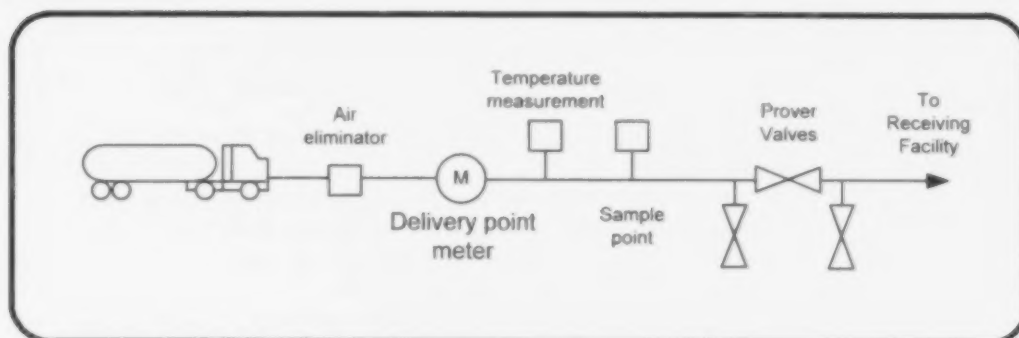 Temperature
measurement
Air
eliminator
Prover
Valves
To
Receiving
Facility
M
Delivery point
meter
Sample
point